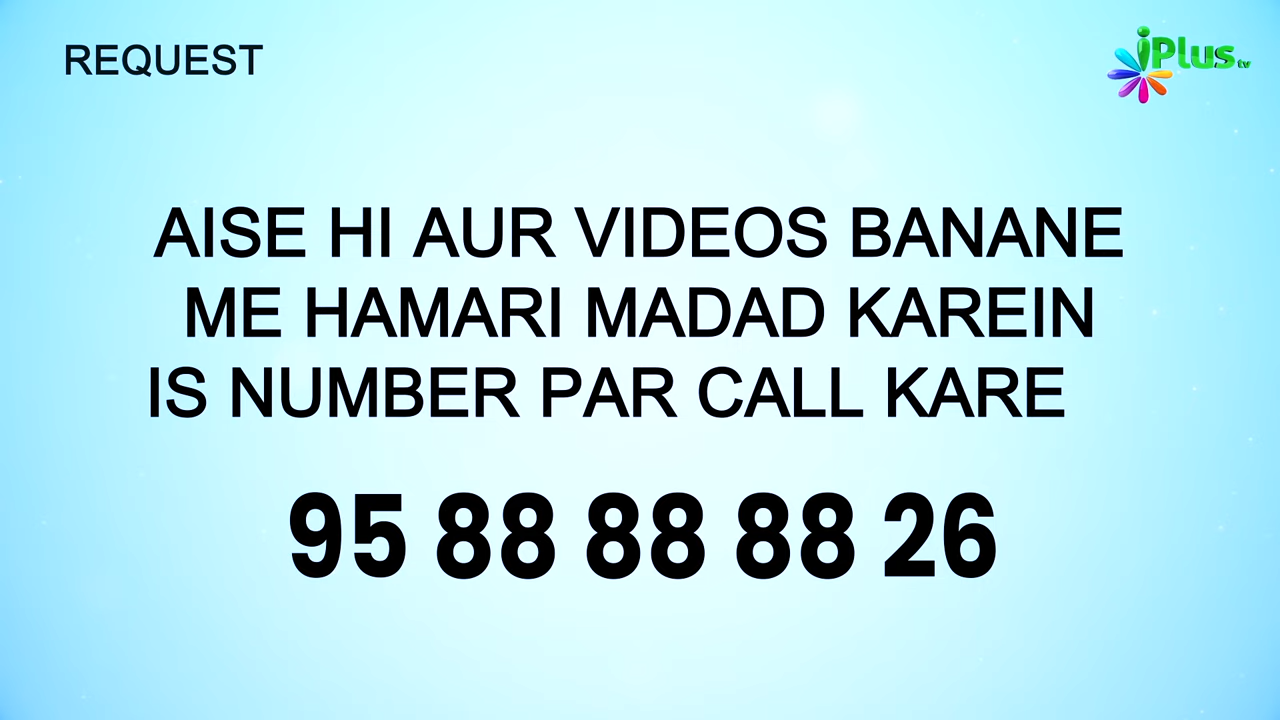 REQUEST
iPlus tv
AISE HI AUR VIDEOS BANANE
ME HAMARI MADAD KAREIN
IS NUMBER PAR CALL KARE
95 88 88 88 26